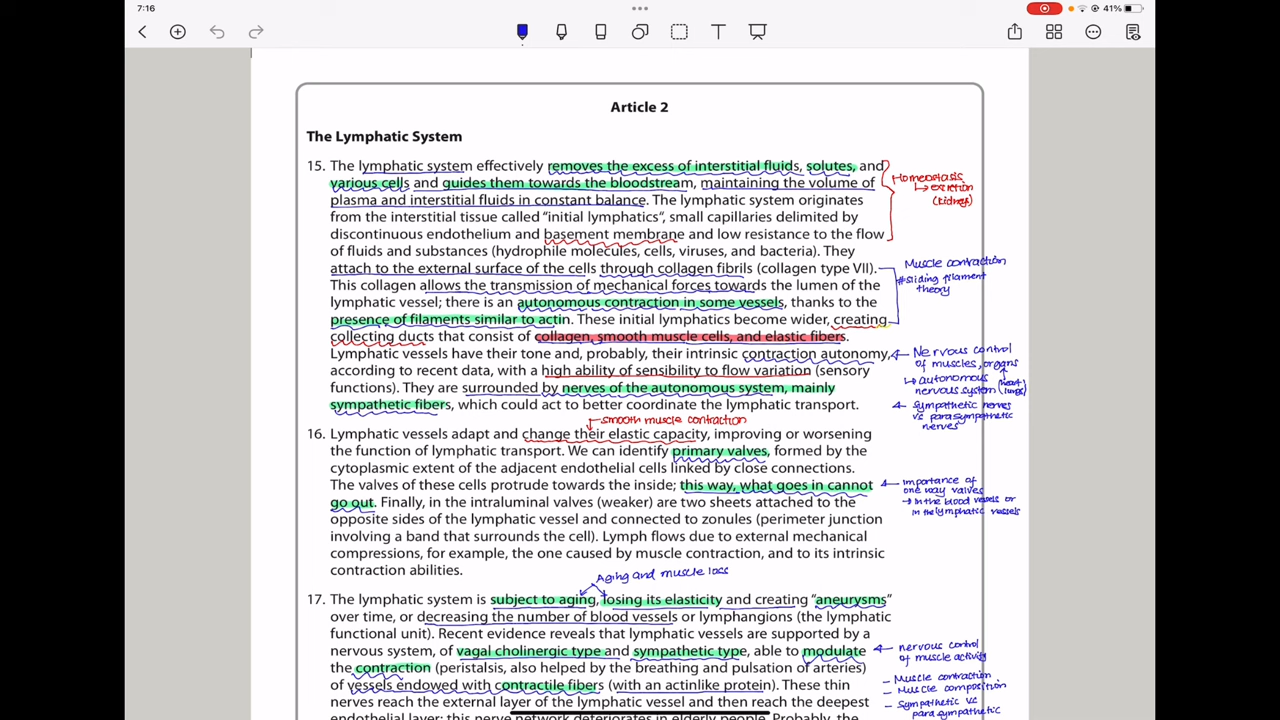 7:16
41%
Article 2
The Lymphatic System
15. The lymphatic system effectively removes the excess of interstitial fluids, solutes, and
various cells and guides them towards the bloodstream, maintaining the volume of
plasma and interstitial fluids in constant balance. The lymphatic system originates
from the interstitial tissue called "initial lymphatics", small capillaries delimited by
discontinuous endothelium and basement membrane and low resistance to the flow
of fluids and substances (hydrophile molecules, cells, viruses, and bacteria). They
attach to the external surface of the cells through collagen fibrils (collagen type VII).
This collagen allows the transmission of mechanical forces towards the lumen of the
lymphatic vessel; there is an autonomous contraction in some vessels, thanks to the
presence of filaments similar to actin. These initial lymphatics become wider, creating
collecting ducts that consist of collagen, smooth muscle cells, and elastic fibers.
Lymphatic vessels have their tone and, probably, their intrinsic contraction autonomy,
according to recent data, with a high ability of sensibility to flow variation (sensory
functions). They are surrounded by nerves of the autonomous system, mainly
sympathetic fibers, which could act to better coordinate the lymphatic transport.
Homeostasis
↳ excretion
(kidney)
Muscle contraction
#sliding filament
theory
Nervous control
of muscles, organs
↳ autonomous (heart
nervous system lungs)
sympathetic nerves
vs parasympathetic
nerves
smooth muscle contraction
16. Lymphatic vessels adapt and change their elastic capacity, improving or worsening
the function of lymphatic transport. We can identify primary valves, formed by the
cytoplasmic extent of the adjacent endothelial cells linked by close connections.
The valves of these cells protrude towards the inside; this way, what goes in cannot
go out. Finally, in the intraluminal valves (weaker) are two sheets attached to the
opposite sides of the lymphatic vessel and connected to zonules (perimeter junction
involving a band that surrounds the cell). Lymph flows due to external mechanical
compressions, for example, the one caused by muscle contraction, and to its intrinsic
contraction abilities.
importance of
one way valves
→ in the blood vessels or
in the lymphatic vessels
Aging and muscle loss
17. The lymphatic system is subject to aging, losing its elasticity and creating "aneurysms"
over time, or decreasing the number of blood vessels or lymphangions (the lymphatic
functional unit). Recent evidence reveals that lymphatic vessels are supported by a
nervous system, of vagal cholinergic type and sympathetic type, able to modulate
the contraction (peristalsis, also helped by the breathing and pulsation of arteries)
of vessels endowed with contractile fibers (with an actinlike protein). These thin
nerves reach the external layer of the lymphatic vessel and then reach the deepest
endothelial layer; this nerve network deteriorates in elderly people. Probably, the
nervous control
of muscle activity
- Muscle contraction
- Muscle composition
- Sympathetic vs
parasympathetic